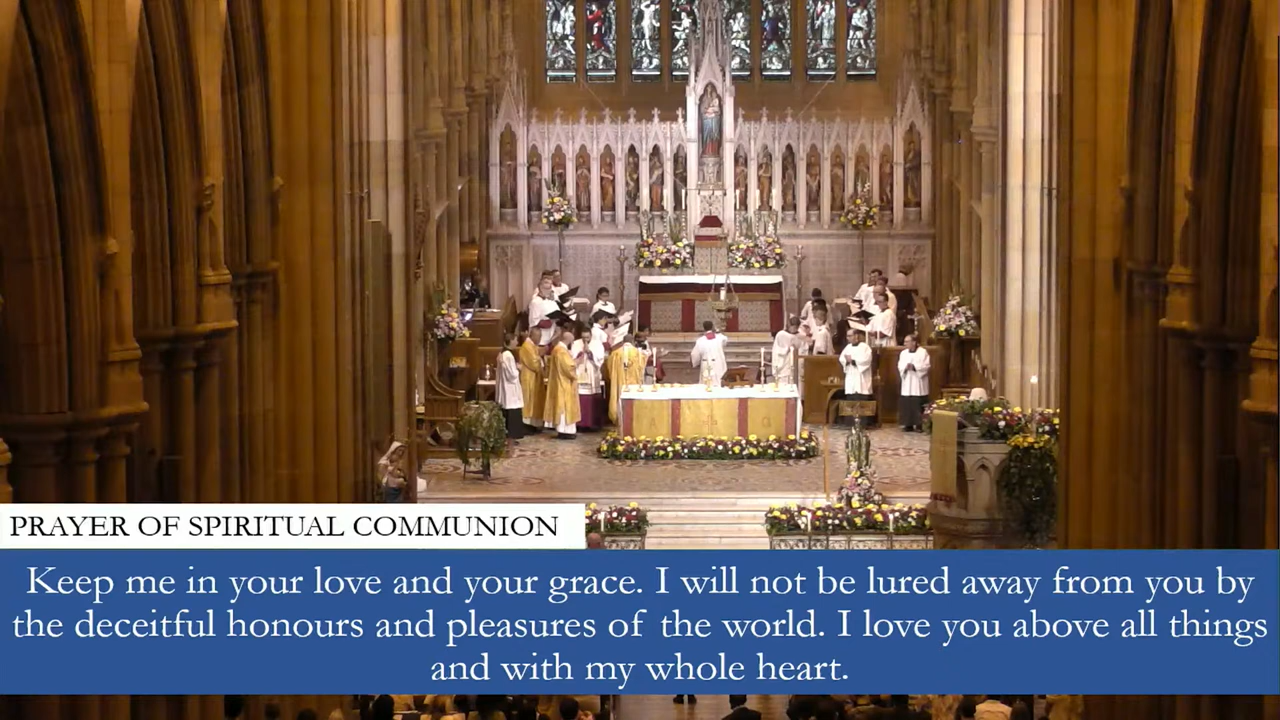 PRAYER OF SPIRITUAL COMMUNION
Keep me in your love and your grace. I will not be lured away from you by
the deceitful honours and pleasures of the world. I love you above all things
and with my whole heart.